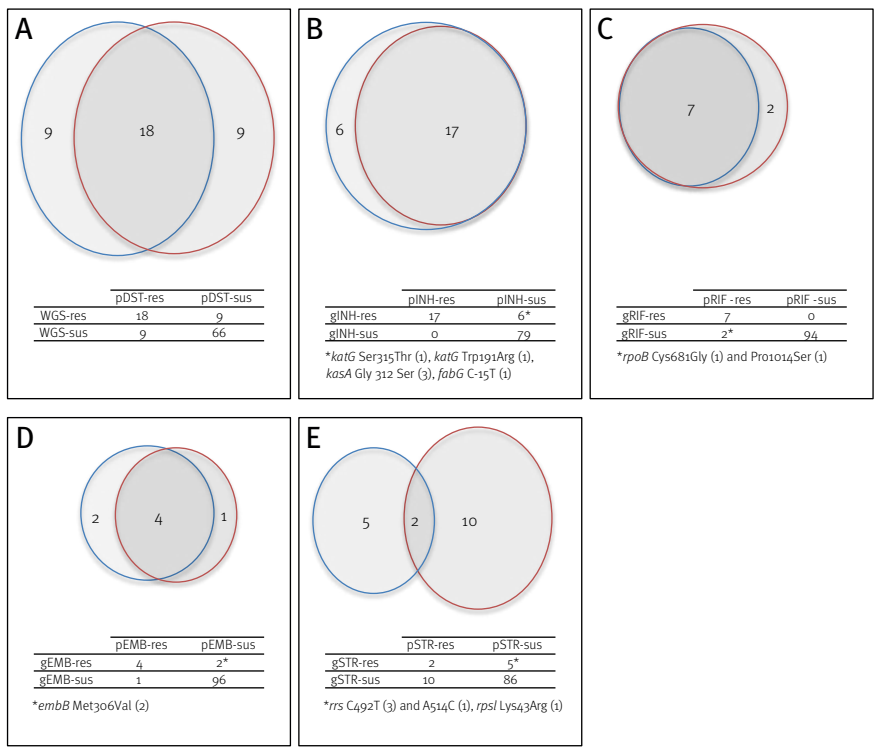 A
9 18 9
pDST-res pDST-sus
WGS-res 18 9
WGS-sus 9 66
B
6 17
pINH-res pINH-sus
gINH-res 17 6*
gINH-sus 0 79
*katG Ser315Thr (1), katG Trp191Arg (1),
kasA Gly 312 Ser (3), fabG C-15T (1)
C
7 2
pRIF -res pRIF -sus
gRIF-res 7 0
gRIF-sus 2* 94
*rpoB Cys681Gly (1) and Pro1014Ser (1)
D
2 4 1
pEMB-res pEMB-sus
gEMB-res 4 2*
gEMB-sus 1 96
*embB Met306Val (2)
E
5 2 10
pSTR-res pSTR-sus
gSTR-res 2 5*
gSTR-sus 10 86
*rrs C492T (3) and A514C (1), rpsl Lys43Arg (1)